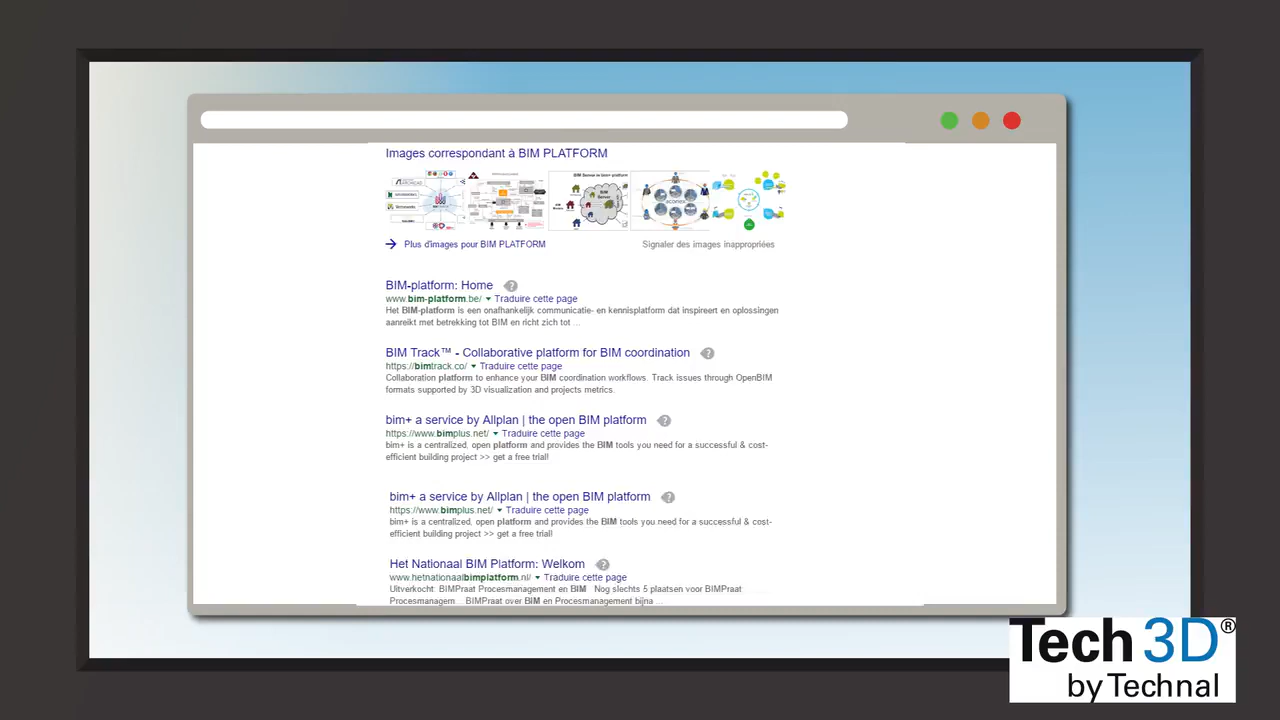 Images correspondant à BIM PLATFORM
BIM Server in bim+ platform
BIM Server
Plus d'images pour BIM PLATFORM
Signaler des images inappropriées
BIM-platform: Home
www.bim-platform.be/ Traduire cette page
Het BIM-platform is een onafhankelijk communicatie- en kennisplatform dat inspireert en oplossingen
aanreikt met betrekking tot BIM en richt zich tot ...
BIM Track™ - Collaborative platform for BIM coordination
https://bimtrack.co/ Traduire cette page
Collaboration platform to enhance your BIM coordination workflows. Track issues through OpenBIM
formats supported by 3D visualization and projects metrics.
bim+ a service by Allplan | the open BIM platform
https://www.bimplus.net/ Traduire cette page
bim+ is a centralized, open platform and provides the BIM tools you need for a successful & cost-
efficient building project >> get a free trial!
bim+ a service by Allplan | the open BIM platform
https://www.bimplus.net/ Traduire cette page
bim+ is a centralized, open platform and provides the BIM tools you need for a successful & cost-
efficient building project >> get a free trial!
Het Nationaal BIM Platform: Welkom
www.hetnationaalbimplatform.nl/ Traduire cette page
Uitverkocht: BIMPraat Procesmanagement en BIM Nog slechts 5 plaatsen voor BIMPraat
Procesmanagem... BIMPraat over BIM en Procesmanagement bijna ...
Tech 3D®
by Technal